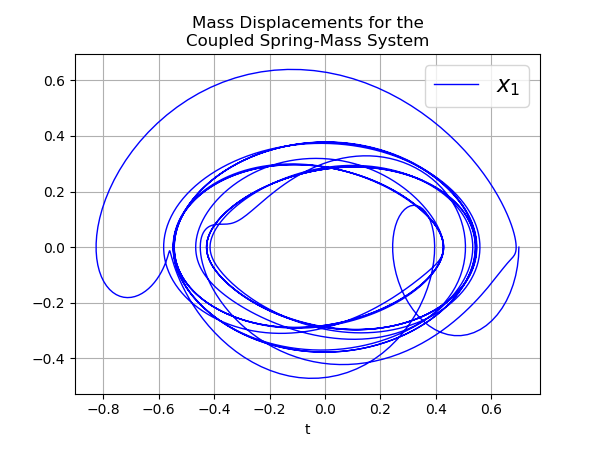 Mass Displacements for the
Coupled Spring-Mass System
x₁
0.6
0.4
0.2
0.0
−0.2
−0.4
−0.8 −0.6 −0.4 −0.2 0.0 0.2 0.4 0.6
t